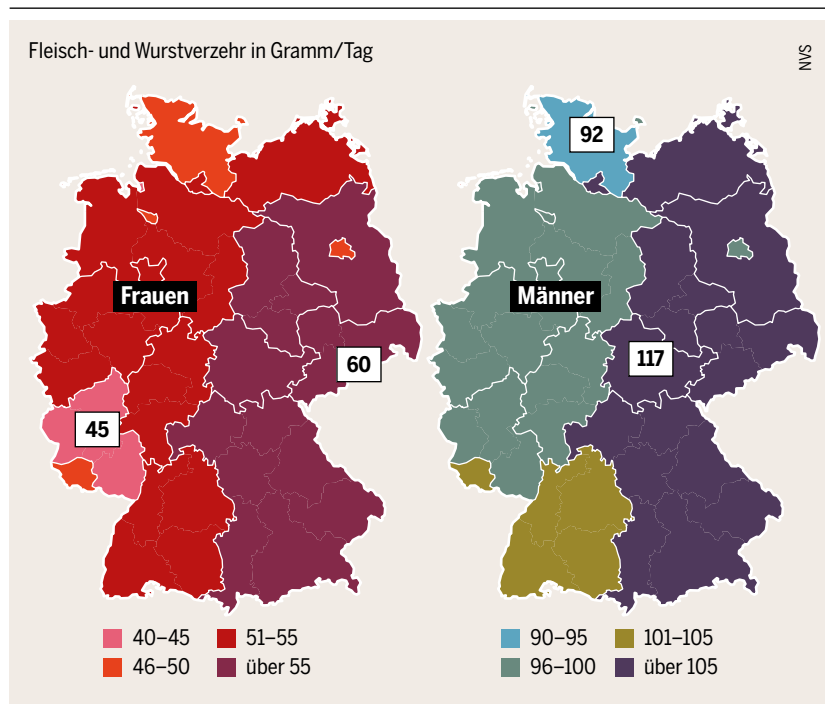 Fleisch- und Wurstverzehr in Gramm/Tag
NVS
92
Frauen
Männer
60
117
45
40–45
51–55
46–50
über 55
90–95
101–105
96–100
über 105